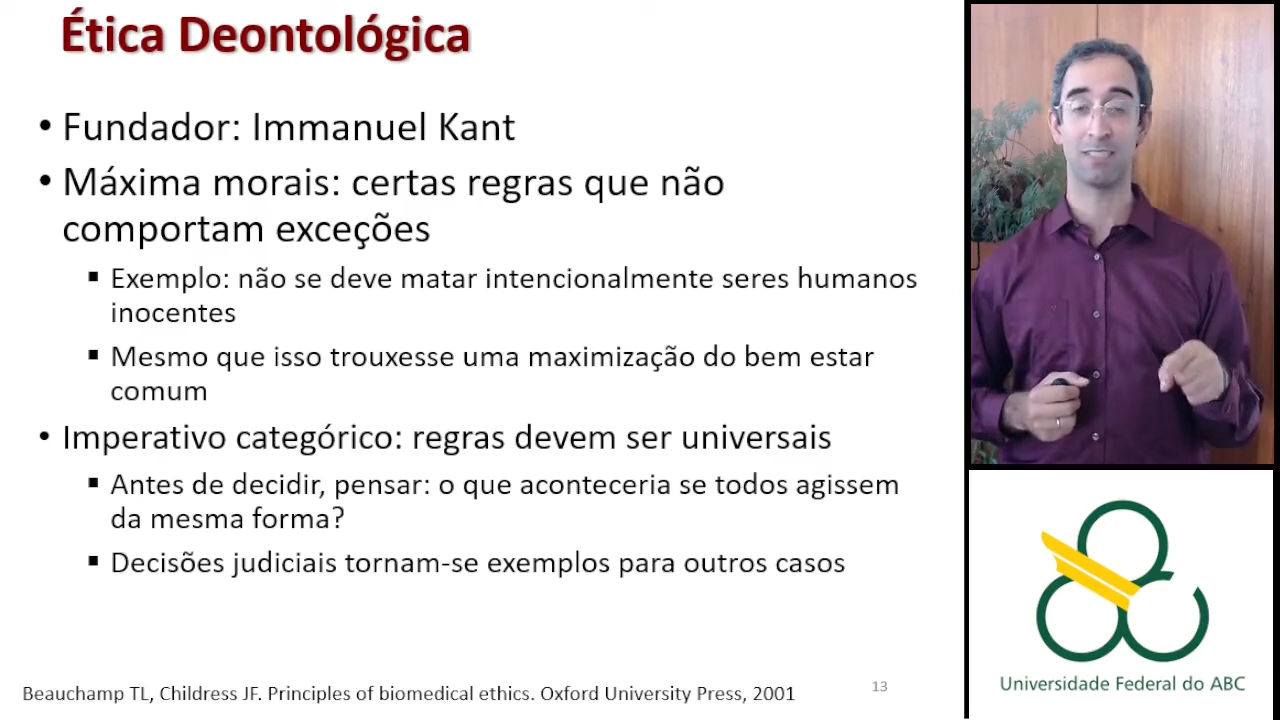 Ética Deontológica
• Fundador: Immanuel Kant
• Máxima morais: certas regras que não
comportam exceções
▪ Exemplo: não se deve matar intencionalmente seres humanos
inocentes
▪ Mesmo que isso trouxesse uma maximização do bem estar
comum
• Imperativo categórico: regras devem ser universais
▪ Antes de decidir, pensar: o que aconteceria se todos agissem
da mesma forma?
▪ Decisões judiciais tornam-se exemplos para outros casos
Beauchamp TL, Childress JF. Principles of biomedical ethics. Oxford University Press, 2001
13
Universidade Federal do ABC